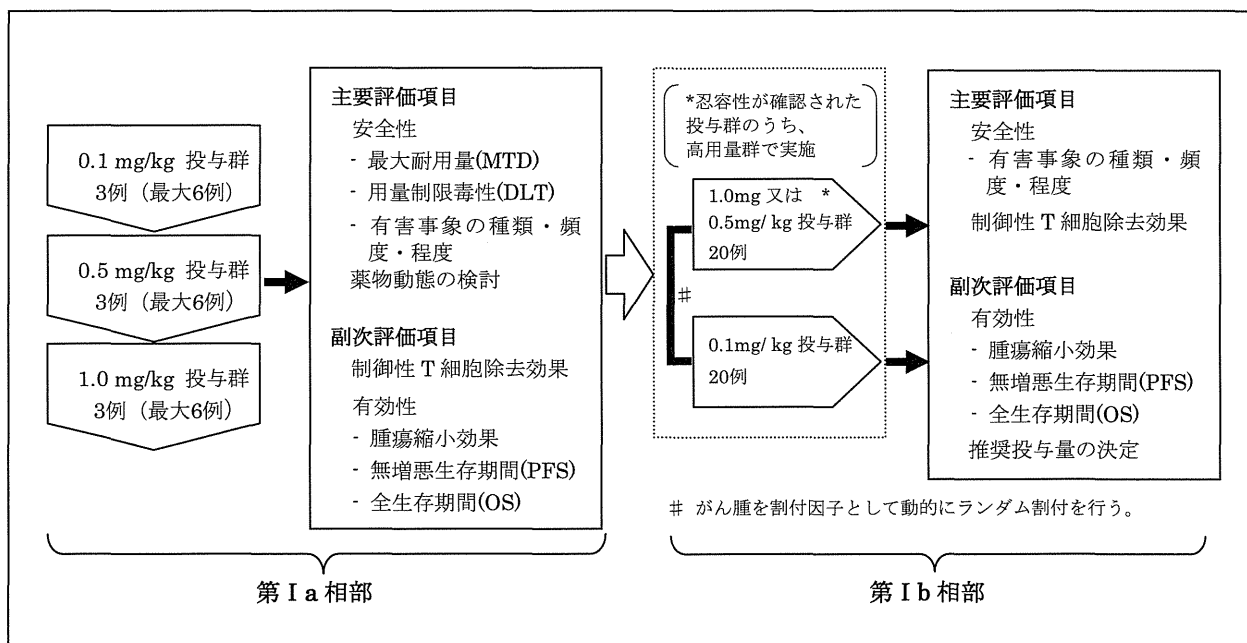 0.1 mg/kg 投与群
3例（最大6例）
0.5 mg/kg 投与群
3例（最大6例）
1.0 mg/kg 投与群
3例（最大6例）
主要評価項目
安全性
- 最大耐用量(MTD)
- 用量制限毒性(DLT)
- 有害事象の種類・頻
度・程度
薬物動態の検討
副次評価項目
制御性 T 細胞除去効果
有効性
- 腫瘍縮小効果
- 無増悪生存期間(PFS)
- 全生存期間(OS)
第Ⅰa 相部
*忍容性が確認された
投与群のうち、
高用量群で実施
1.0mg 又は *
0.5mg/ kg 投与群
20例
#
0.1mg/ kg 投与群
20例
主要評価項目
安全性
- 有害事象の種類・頻
度・程度
制御性 T 細胞除去効果
副次評価項目
有効性
- 腫瘍縮小効果
- 無増悪生存期間(PFS)
- 全生存期間(OS)
推奨投与量の決定
# がん腫を割付因子として動的にランダム割付を行う。
第Ⅰb 相部